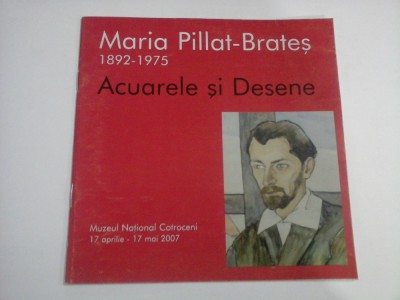 Maria Pillat-Brateș
1892-1975
Acuarele și Desene
Muzeul Național Cotroceni
17 aprilie - 17 mai 2007